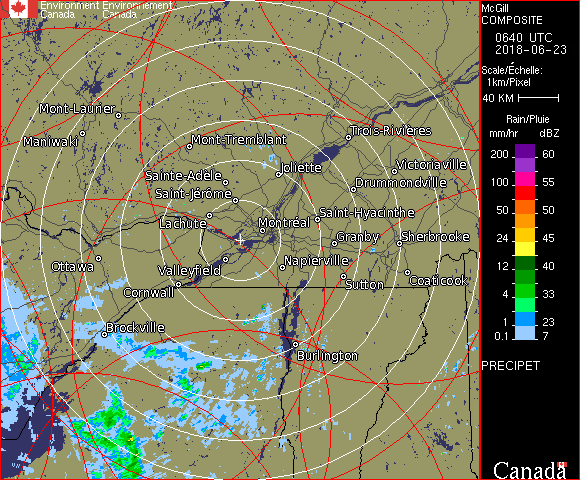 Environment Environnement
Canada Canada
Mont-Laurier
Maniwaki
Mont-Tremblant
Trois-Rivières
Sainte-Adèle
Joliette
Victoriaville
Saint-Jérôme
Drummondville
Lachute
Montréal
Saint-Hyacinthe
Granby
Sherbrooke
Ottawa
Valleyfield
Napierville
Cornwall
Sutton
Coaticook
Brockville
Burlington
McGill
COMPOSITE
0640 UTC
2018-06-23
Scale/Échelle:
1km/Pixel
40 KM
Rain/Pluie
mm/hr dBZ
200 60
100 55
50 50
24 45
12 40
4 33
1 23
0.1 7
PRECIPET
Canada